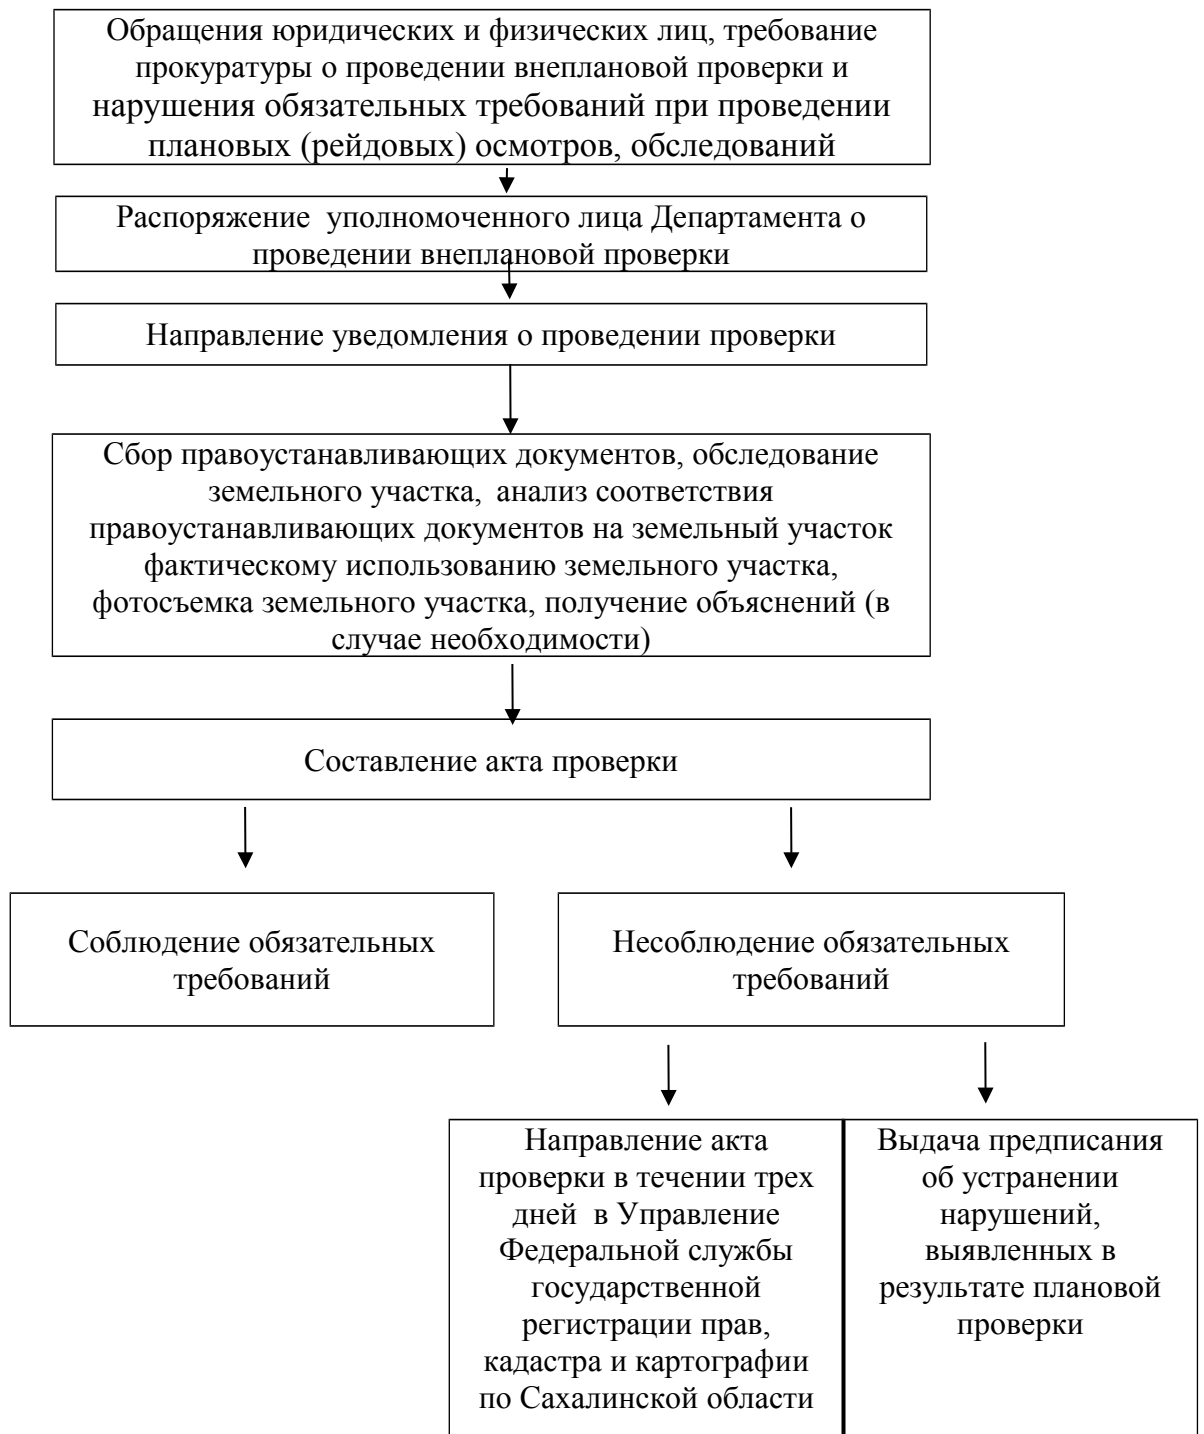 Обращения юридических и физических лиц, требование
прокуратуры о проведении внеплановой проверки и
нарушения обязательных требований при проведении
плановых (рейдовых) осмотров, обследований
Распоряжение  уполномоченного лица Департамента о
проведении внеплановой проверки
Направление уведомления о проведении проверки
Сбор правоустанавливающих документов, обследование
земельного участка,  анализ соответствия
правоустанавливающих документов на земельный участок
фактическому использованию земельного участка,
фотосъемка земельного участка, получение объяснений (в
случае необходимости)
Составление акта проверки
Соблюдение обязательных
требований
Несоблюдение обязательных
требований
Направление акта
проверки в течении трех
дней  в Управление
Федеральной службы
государственной
регистрации прав,
кадастра и картографии
по Сахалинской области
Выдача предписания
об устранении
нарушений,
выявленных в
результате плановой
проверки